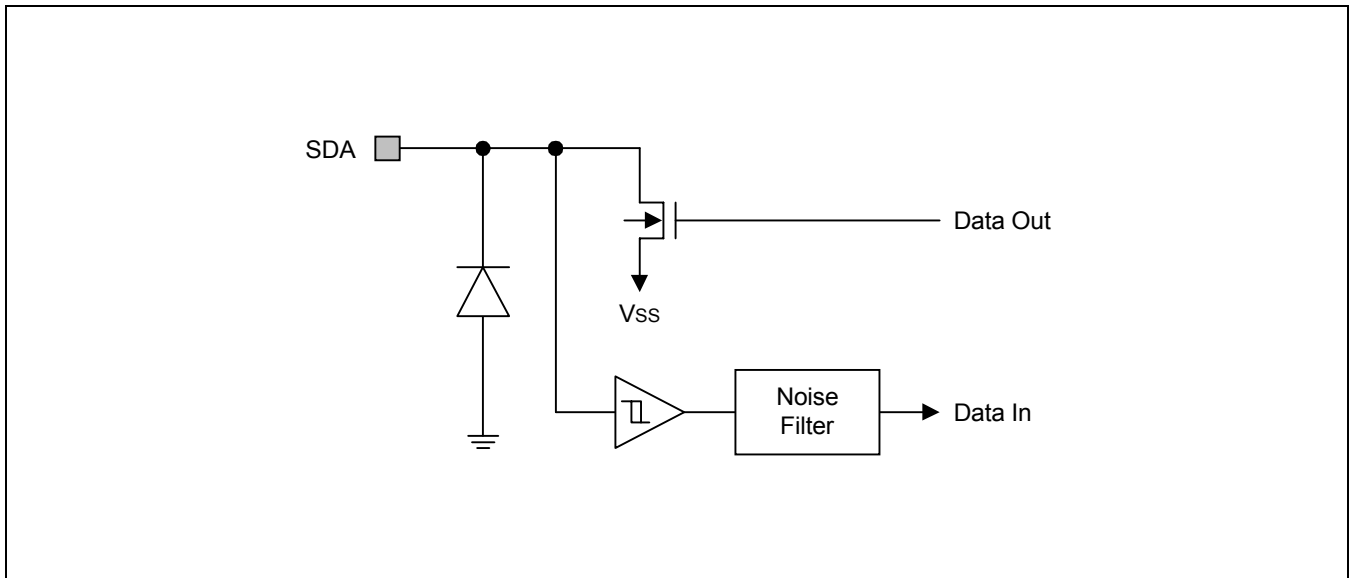 SDA
Data Out
Vss
Noise
Filter
Data In